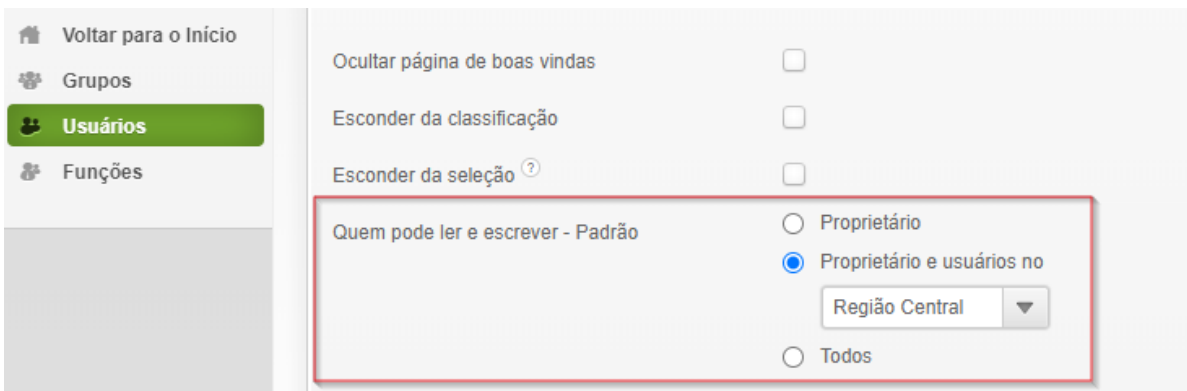 Voltar para o Início
Grupos
Usuários
Funções
Ocultar página de boas vindas
Esconder da classificação
Esconder da seleção ?
Quem pode ler e escrever - Padrão
Proprietário
Proprietário e usuários no
Região Central
Todos